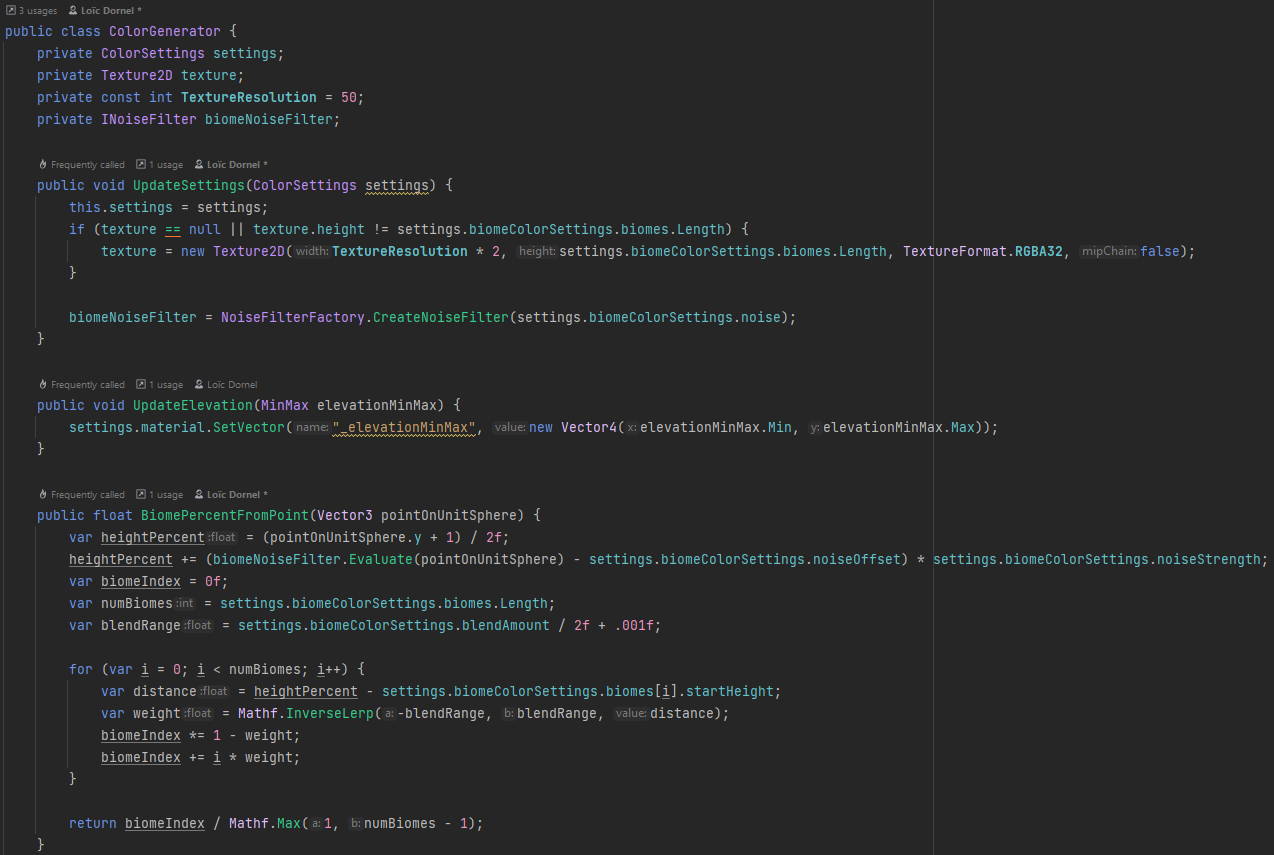 3 usages Loïc Dornel *
public class ColorGenerator {
private ColorSettings settings;
private Texture2D texture;
private const int TextureResolution = 50;
private INoiseFilter biomeNoiseFilter;
Frequently called 1 usage Loïc Dornel *
public void UpdateSettings(ColorSettings settings) {
this.settings = settings;
if (texture == null || texture.height != settings.biomeColorSettings.biomes.Length) {
texture = new Texture2D( width: TextureResolution * 2, height: settings.biomeColorSettings.biomes.Length, TextureFormat.RGBA32, mipChain: false);
}
biomeNoiseFilter = NoiseFilterFactory.CreateNoiseFilter(settings.biomeColorSettings.noise);
}
Frequently called 1 usage Loïc Dornel
public void UpdateElevation(MinMax elevationMinMax) {
settings.material.SetVector( name: "_elevationMinMax", value: new Vector4( x: elevationMinMax.Min, y: elevationMinMax.Max));
}
Frequently called 1 usage Loïc Dornel *
public float BiomePercentFromPoint(Vector3 pointOnUnitSphere) {
var heightPercent :float = (pointOnUnitSphere.y + 1) / 2f;
heightPercent += (biomeNoiseFilter.Evaluate(pointOnUnitSphere) - settings.biomeColorSettings.noiseOffset) * settings.biomeColorSettings.noiseStrength;
var biomeIndex = 0f;
var numBiomes :int = settings.biomeColorSettings.biomes.Length;
var blendRange :float = settings.biomeColorSettings.blendAmount / 2f + .001f;
for (var i = 0; i < numBiomes; i++) {
var distance :float = heightPercent - settings.biomeColorSettings.biomes[i].startHeight;
var weight :float = Mathf.InverseLerp( a: -blendRange, b: blendRange, value: distance);
biomeIndex *= 1 - weight;
biomeIndex += i * weight;
}
return biomeIndex / Mathf.Max( a: 1, b: numBiomes - 1);
}